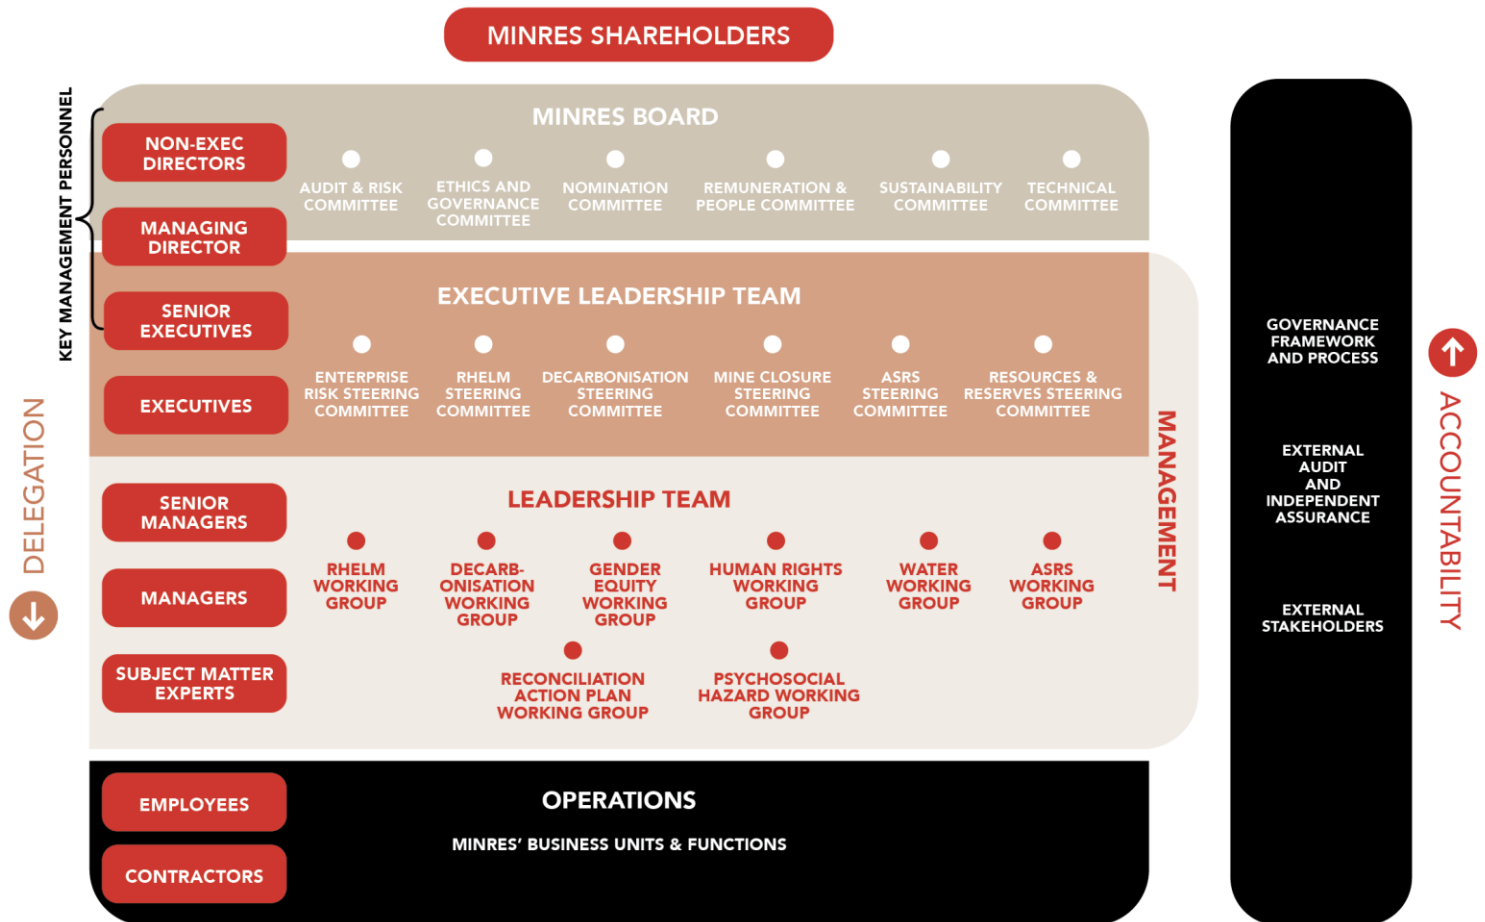 MINRES SHAREHOLDERS
KEY MANAGEMENT PERSONNEL
MINRES BOARD
NON-EXEC
DIRECTORS
MANAGING
DIRECTOR
AUDIT & RISK
COMMITTEE
ETHICS AND
GOVERNANCE
COMMITTEE
NOMINATION
COMMITTEE
REMUNERATION &
PEOPLE COMMITTEE
SUSTAINABILITY
COMMITTEE
TECHNICAL
COMMITTEE
EXECUTIVE LEADERSHIP TEAM
SENIOR
EXECUTIVES
EXECUTIVES
ENTERPRISE
RISK STEERING
COMMITTEE
RHELM
STEERING
COMMITTEE
DECARBONISATION
STEERING
COMMITTEE
MINE CLOSURE
STEERING
COMMITTEE
ASRS
STEERING
COMMITTEE
RESOURCES &
RESERVES STEERING
COMMITTEE
DELEGATION
MANAGEMENT
LEADERSHIP TEAM
SENIOR
MANAGERS
MANAGERS
SUBJECT MATTER
EXPERTS
RHELM
WORKING
GROUP
DECARB-
ONISATION
WORKING
GROUP
GENDER
EQUITY
WORKING
GROUP
HUMAN RIGHTS
WORKING
GROUP
WATER
WORKING
GROUP
ASRS
WORKING
GROUP
RECONCILIATION
ACTION PLAN
WORKING GROUP
PSYCHOSOCIAL
HAZARD WORKING
GROUP
EMPLOYEES
CONTRACTORS
OPERATIONS
MINRES' BUSINESS UNITS & FUNCTIONS
GOVERNANCE
FRAMEWORK
AND PROCESS
EXTERNAL
AUDIT
AND
INDEPENDENT
ASSURANCE
EXTERNAL
STAKEHOLDERS
ACCOUNTABILITY